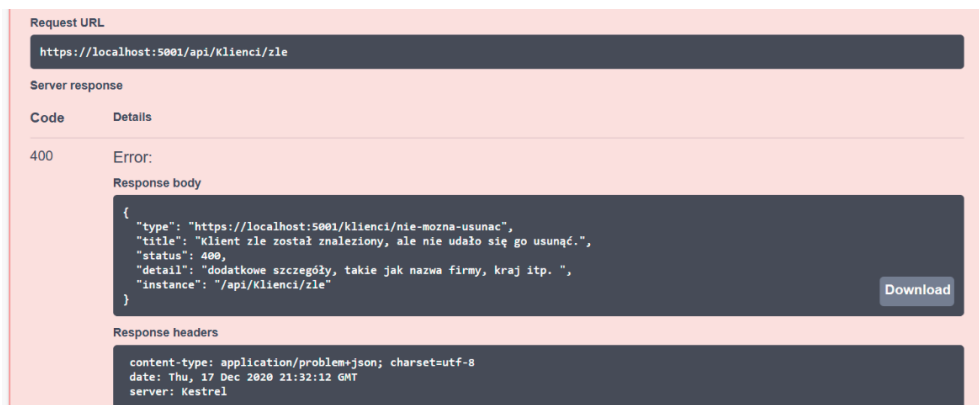 Request URL
https://localhost:5001/api/Klienci/zle
Server response
Code Details
400 Error:
Response body
{
"type": "https://localhost:5001/klienci/nie-mozna-usunac",
"title": "Klient zle został znaleziony, ale nie udało się go usunąć.",
"status": 400,
"detail": "dodatkowe szczegóły, takie jak nazwa firmy, kraj itp. ",
"instance": "/api/Klienci/zle"
}
Download
Response headers
content-type: application/problem+json; charset=utf-8
date: Thu, 17 Dec 2020 21:32:12 GMT
server: Kestrel